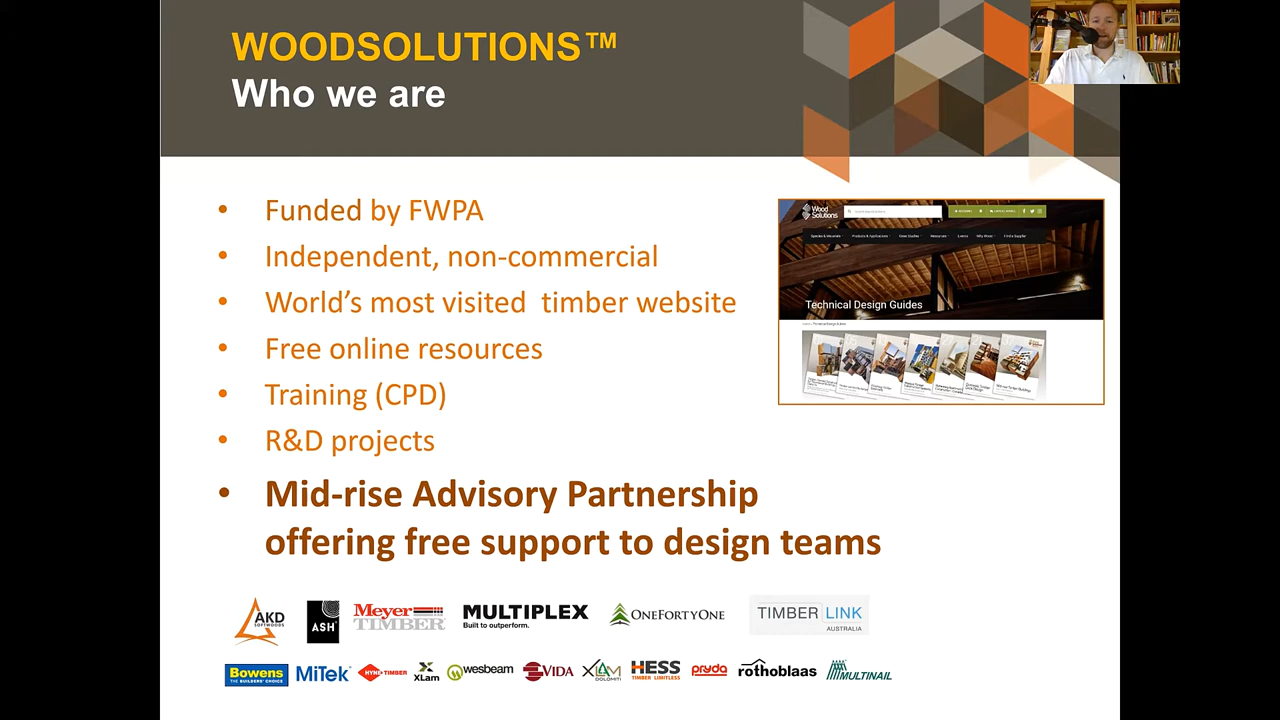 WOODSOLUTIONS™
Who we are
• Funded by FWPA
• Independent, non-commercial
• World's most visited timber website
• Free online resources
• Training (CPD)
• R&D projects
• Mid-rise Advisory Partnership
offering free support to design teams
Wood
Solutions
Technical Design Guides
AKD
SOFTWOODS
ASH
Meyer
TIMBER
MULTIPLEX
Built to outperform.
ONEFORTYONE
TIMBER LINK
AUSTRALIA
Bowens
THE BUILDERS' CHOICE
MiTek
HYNE TIMBER
XLam
wesbeam
VIDA
XLAM
DOLOMITI
HESS
TIMBER LIMITLESS
pryda
rothoblaas
MULTINAIL